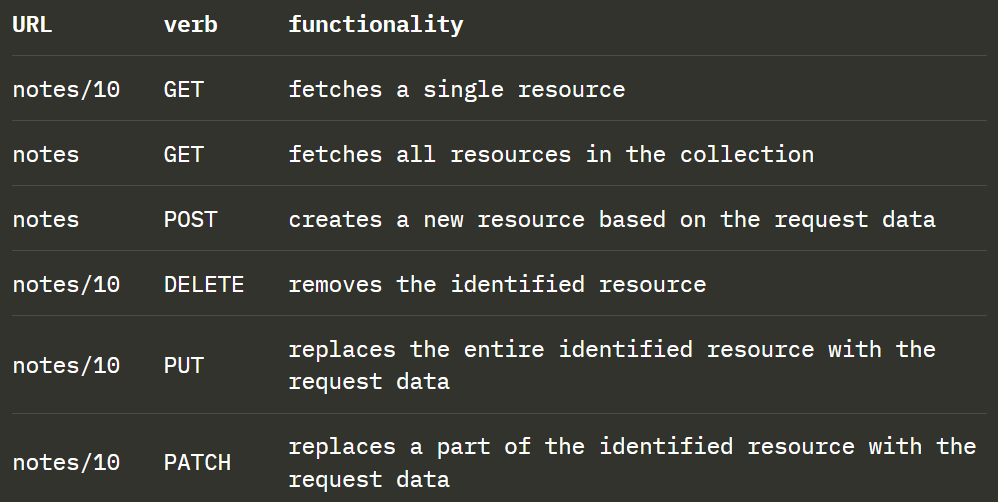 URL verb functionality
notes/10 GET fetches a single resource
notes GET fetches all resources in the collection
notes POST creates a new resource based on the request data
notes/10 DELETE removes the identified resource
notes/10 PUT replaces the entire identified resource with the
request data
notes/10 PATCH replaces a part of the identified resource with the
request data